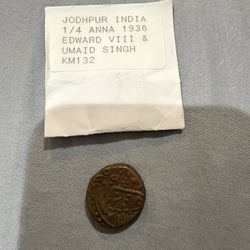 JODHPUR INDIA
1/4 ANNA 1936
EDWARD VIII &
UMAID SINGH
KM132